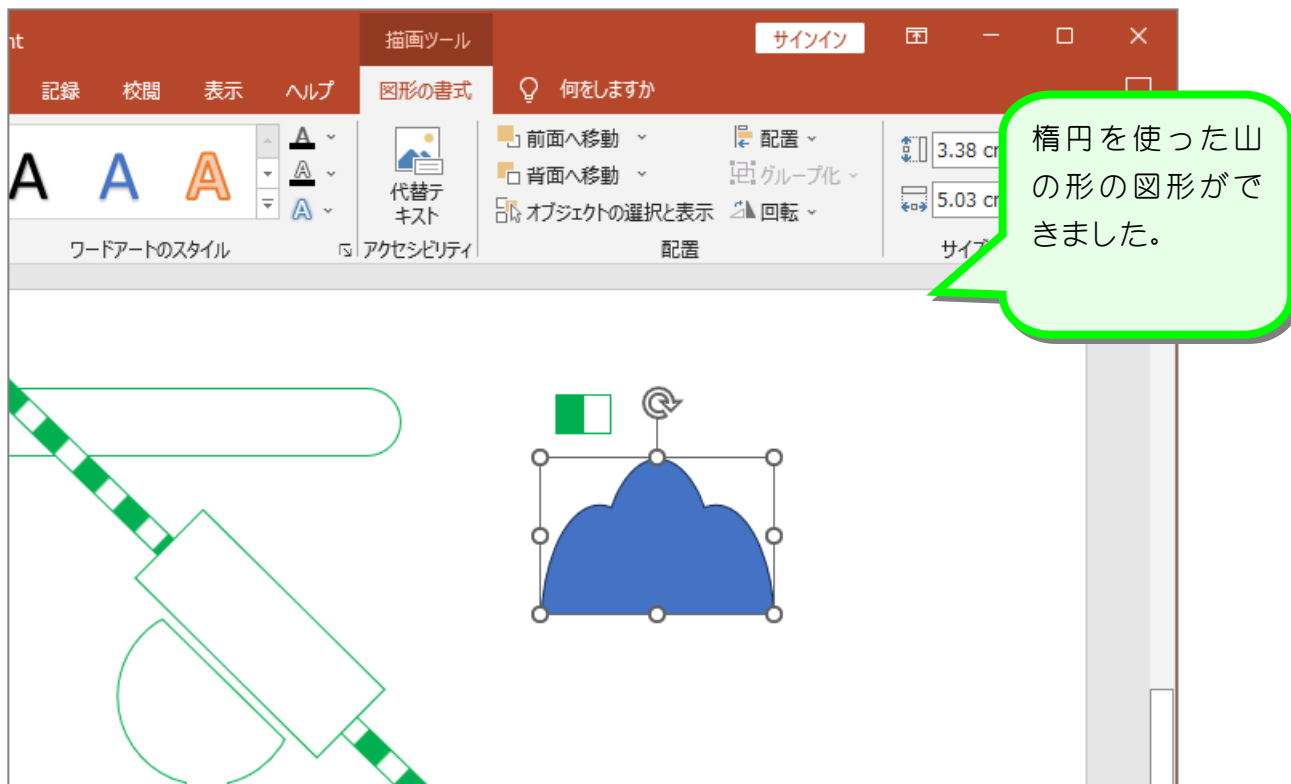 nt
描画ツール
サインイン
記録 校閲 表示 ヘルプ 図形の書式 何をしますか
楕円を使った山
の形の図形がで
きました。
A A A A A A
代替テ
キスト
前面へ移動
背面へ移動
オブジェクトの選択と表示
配置
グループ化
回転
3.38 cm
5.03 cm
ワードアートのスタイル
アクセシビリティ
配置